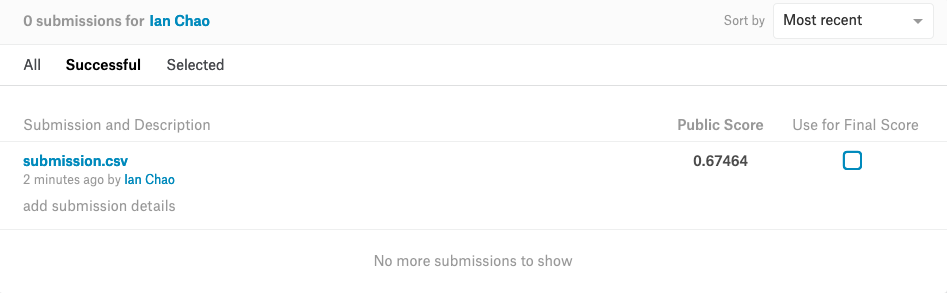 0 submissions for Ian Chao Sort by Most recent
All Successful Selected
Submission and Description Public Score Use for Final Score
submission.csv 0.67464
2 minutes ago by Ian Chao
add submission details
No more submissions to show